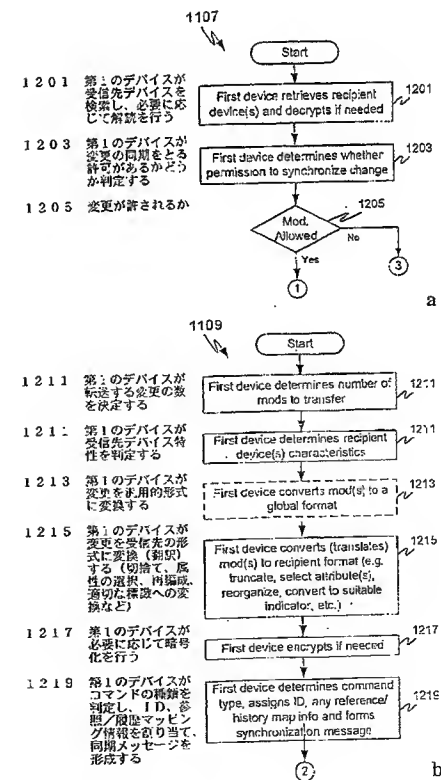 1107
Start
1201 第1のデバイスが
受信先デバイスを
検索し、必要に応
じて解読を行う
First device retrieves recipient
device(s) and decrypts if needed
1201
1203 第1のデバイスが
変更の同期をとる
許可があるかどう
か判定する
First device determines whether
permission to synchronize change
1203
1205 変更が許されるか
1205
Mod.
Allowed
No
Yes
3
1
a
1109
Start
1211 第1のデバイスが
転送する変更の数
を決定する
First device determines number of
mods to transfer
1211
1211 第1のデバイスが
受信先デバイス特
性を判定する
First device determines recipient
device(s) characteristics
1211
1213 第1のデバイスが
変更を汎用的形式
に変換する
First device converts mod(s) to a
global format
1213
1215 第1のデバイスが
変更を受信先の形
式に変換(翻訳)
する(切捨て、属
性の選択、再編成、
適切な標識への変
換など)
First device converts (translates)
mod(s) to recipient format (e.g.
truncate, select attribute(s),
reorganize, convert to suitable
indicator, etc.)
1215
1217 第1のデバイスが
必要に応じて暗号
化を行う
First device encrypts if needed
1217
1219 第1のデバイスが
コマンドの種類を
判定し、ID、参
照/履歴マッピン
グ情報を割り当て、
同期メッセージを
形成する
First device determines command
type, assigns ID, any reference/
history map info and forms
synchronization message
1219
2
b